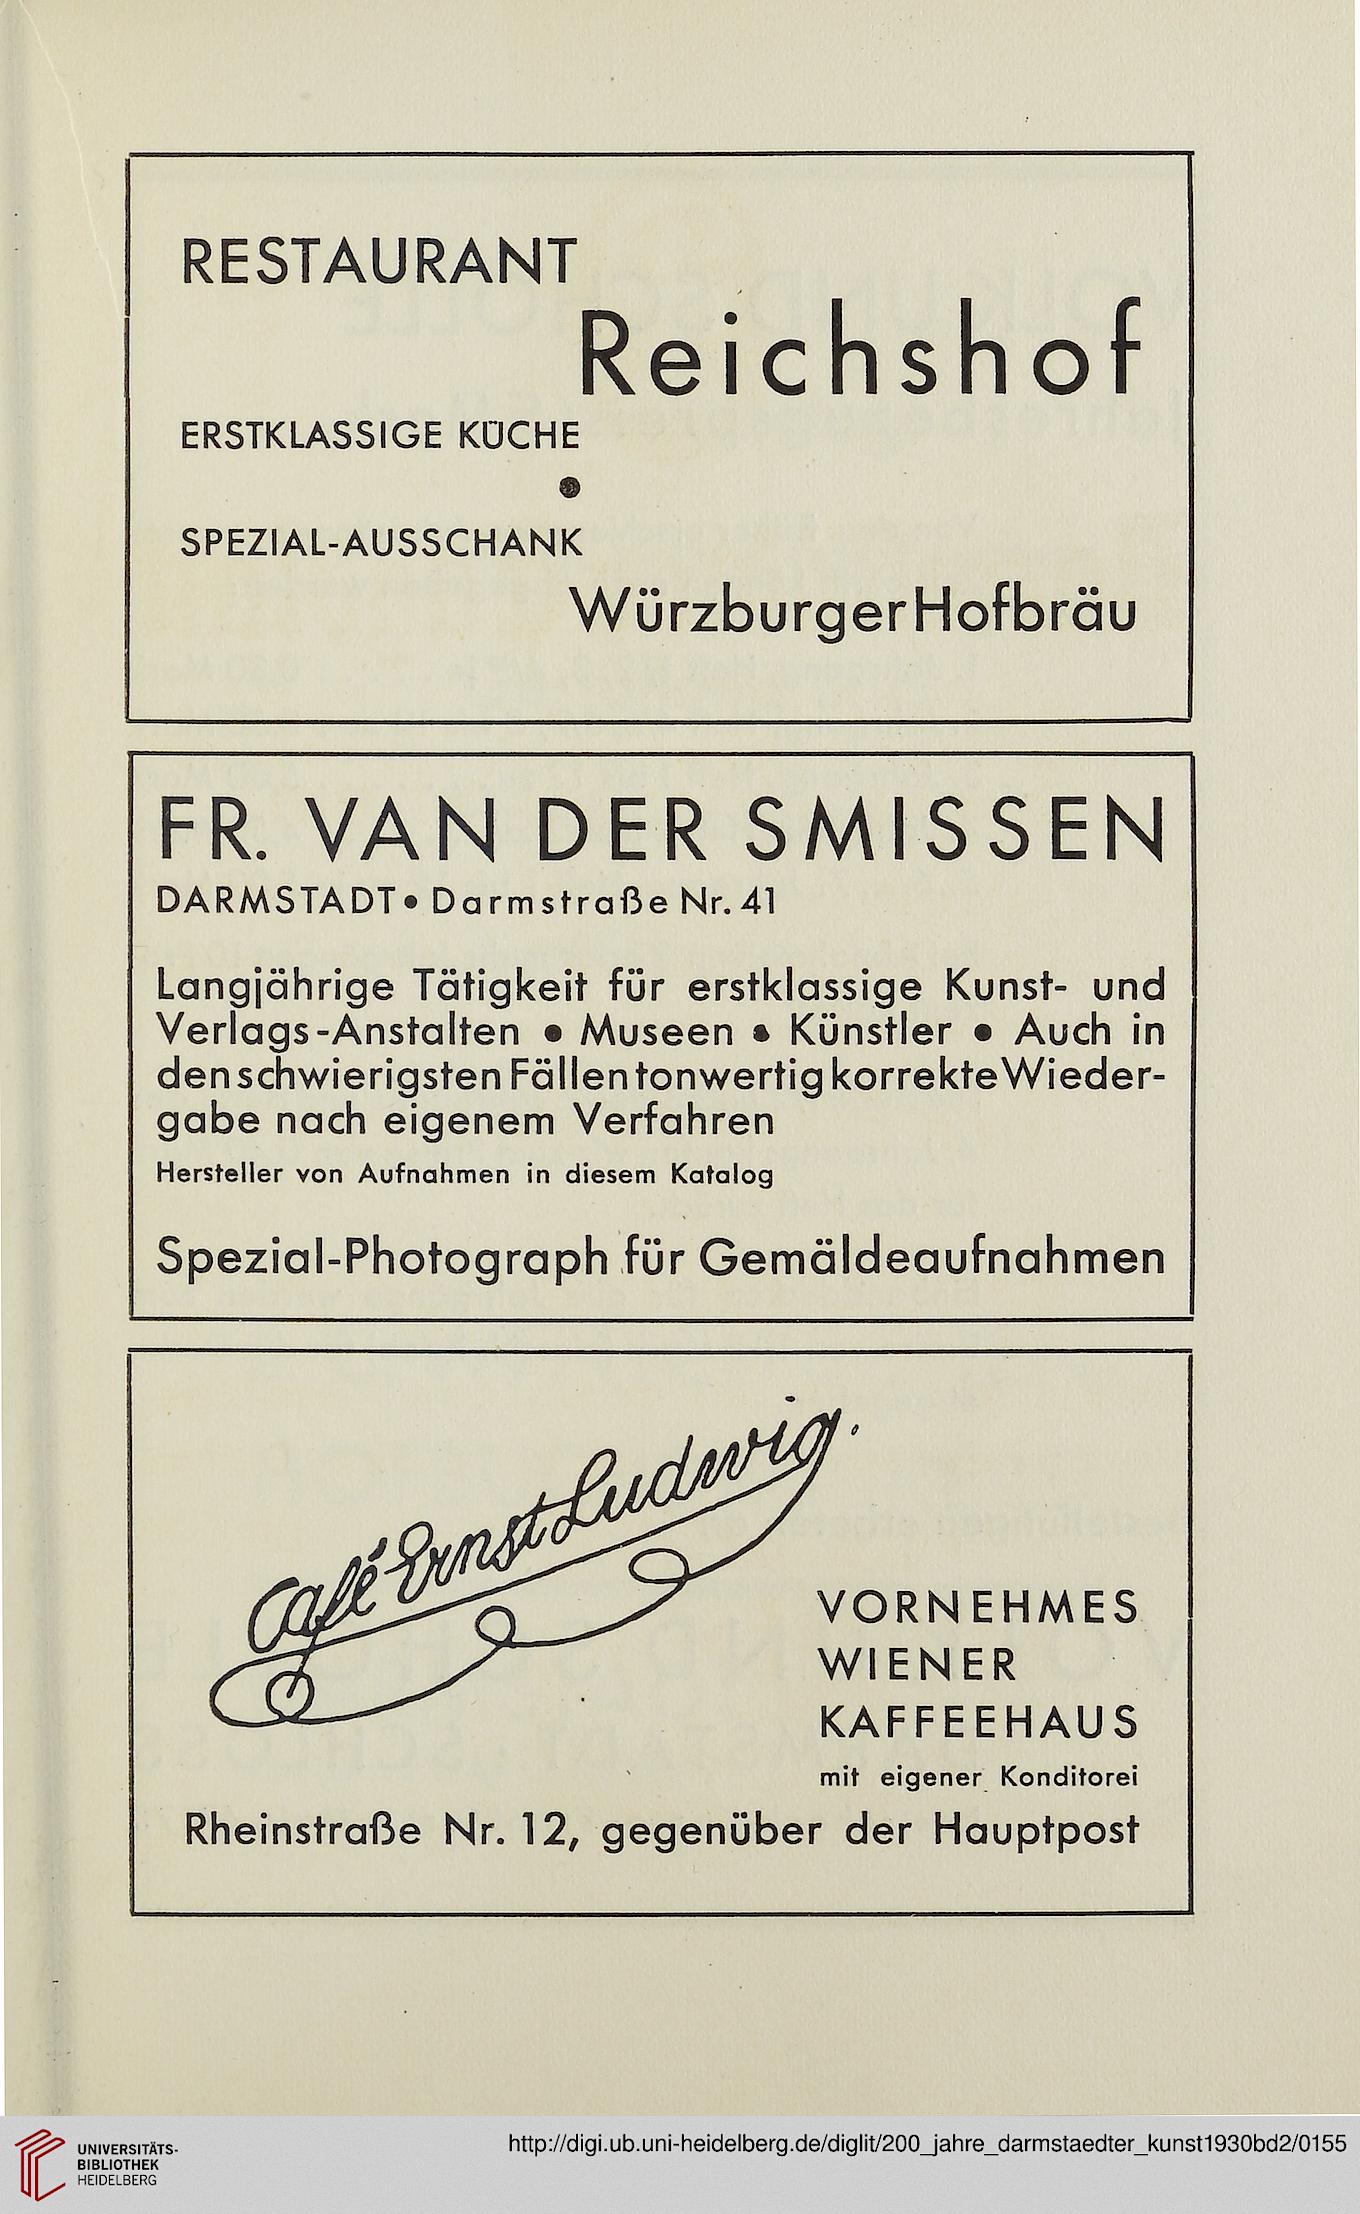 RESTAURANT
Reichshof
ERSTKLASSIGE KÜCHE
●
SPEZIAL-AUSSCHANK
Würzburger Hofbräu
FR. VAN DER SMISSEN
DARMSTADT • Darmstraße Nr. 41
Langjährige Tätigkeit für erstklassige Kunst- und
Verlags-Anstalten • Museen • Künstler • Auch in
den schwierigsten Fällen tonwertig korrekte Wieder-
gabe nach eigenem Verfahren
Hersteller von Aufnahmen in diesem Katalog
Spezial-Photograph für Gemäldeaufnahmen
Café Ernst Ludwig.
VORNEHMES
WIENER
KAFFEEHAUS
mit eigener Konditorei
Rheinstraße Nr. 12, gegenüber der Hauptpost
UNIVERSITÄTS-
BIBLIOTHEK
HEIDELBERG
http://digi.ub.uni-heidelberg.de/diglit/200_jahre_darmstaedter_kunst1930bd2/0155